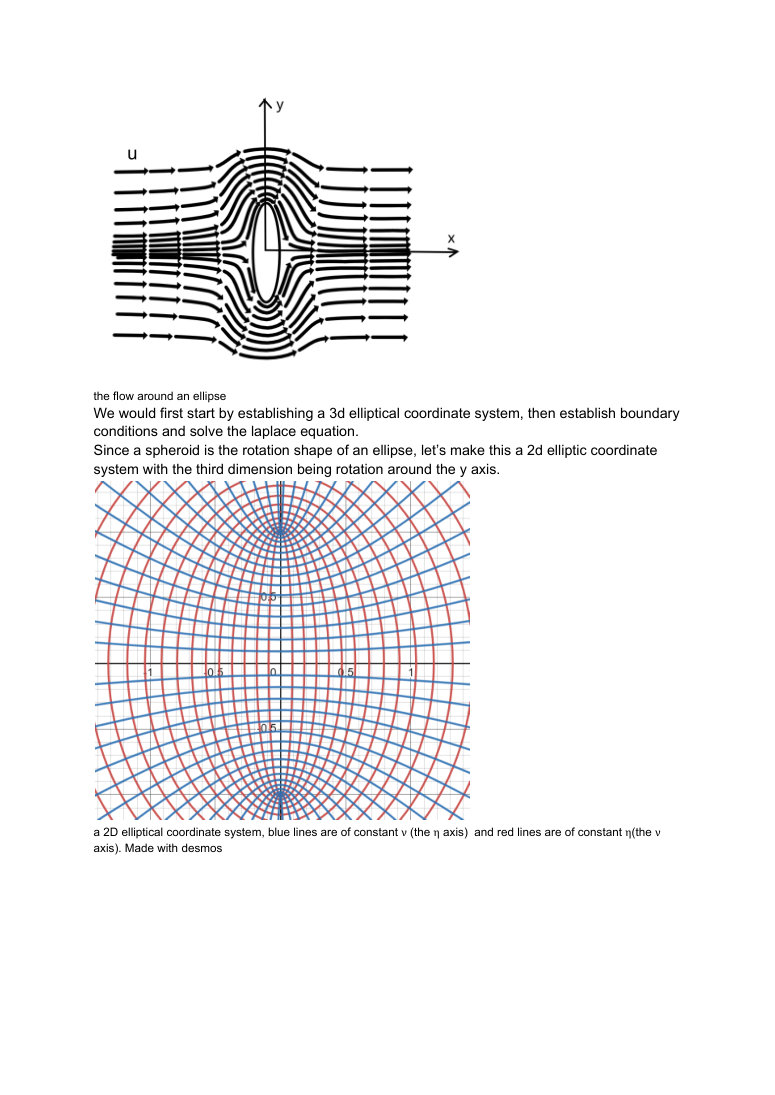 y
u
x
the flow around an ellipse
We would first start by establishing a 3d elliptical coordinate system, then establish boundary
conditions and solve the laplace equation.
Since a spheroid is the rotation shape of an ellipse, let’s make this a 2d elliptic coordinate
system with the third dimension being rotation around the y axis.
0.5
-1 -0.5 0 0.5 1
-0.5
a 2D elliptical coordinate system, blue lines are of constant ν (the η axis) and red lines are of constant η(the ν
axis). Made with desmos